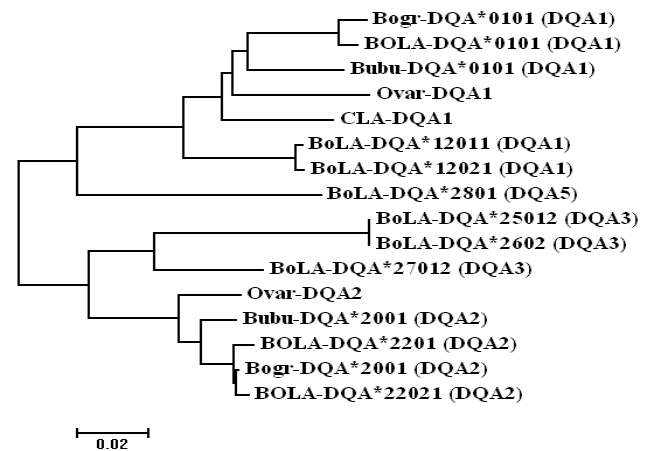 Bogr-DQA*0101 (DQA1)
BOLA-DQA*0101 (DQA1)
Bubu-DQA*0101 (DQA1)
Ovar-DQA1
CLA-DQA1
BoLA-DQA*12011 (DQA1)
BoLA-DQA*12021 (DQA1)
BoLA-DQA*2801 (DQA5)
BoLA-DQA*25012 (DQA3)
BoLA-DQA*2602 (DQA3)
BoLA-DQA*27012 (DQA3)
Ovar-DQA2
Bubu-DQA*2001 (DQA2)
BOLA-DQA*2201 (DQA2)
Bogr-DQA*2001 (DQA2)
BOLA-DQA*22021 (DQA2)
0.02